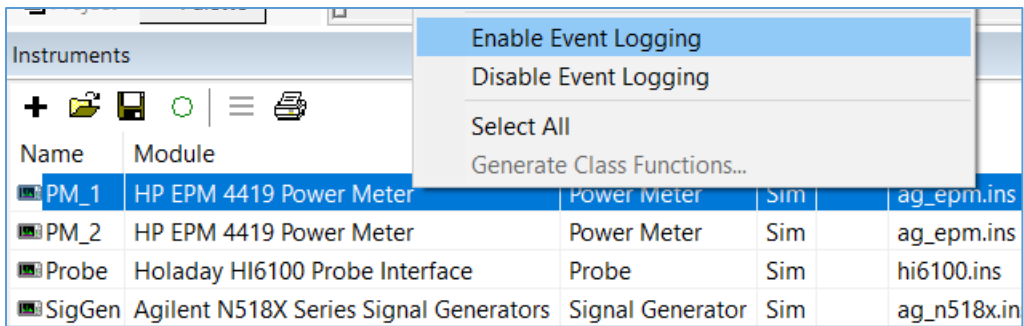 Enable Event Logging
Instruments
Disable Event Logging
Select All
Name Module
Generate Class Functions...
PM_1 HP EPM 4419 Power Meter Power Meter Sim ag_epm.ins
PM_2 HP EPM 4419 Power Meter Power Meter Sim ag_epm.ins
Probe Holaday HI6100 Probe Interface Probe Sim hi6100.ins
SigGen Agilent N518X Series Signal Generators Signal Generator Sim ag_n518x.in